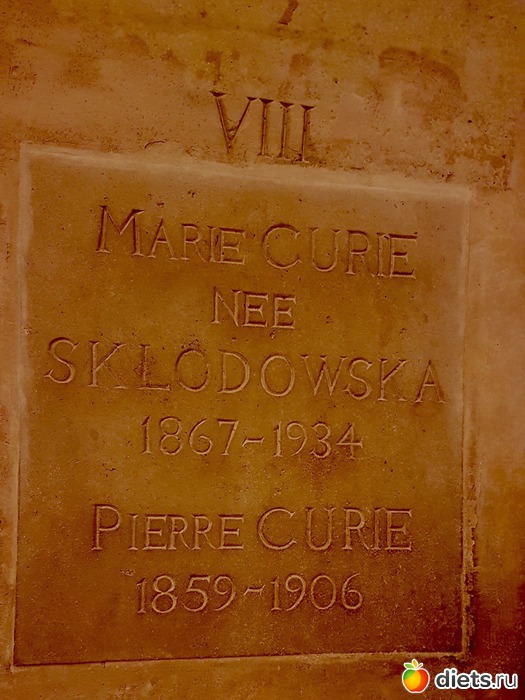 VIII
MARIE CURIE
NEE
SKŁODOWSKA
1867-1934
PIERRE CURIE
1859-1906
diets.ru